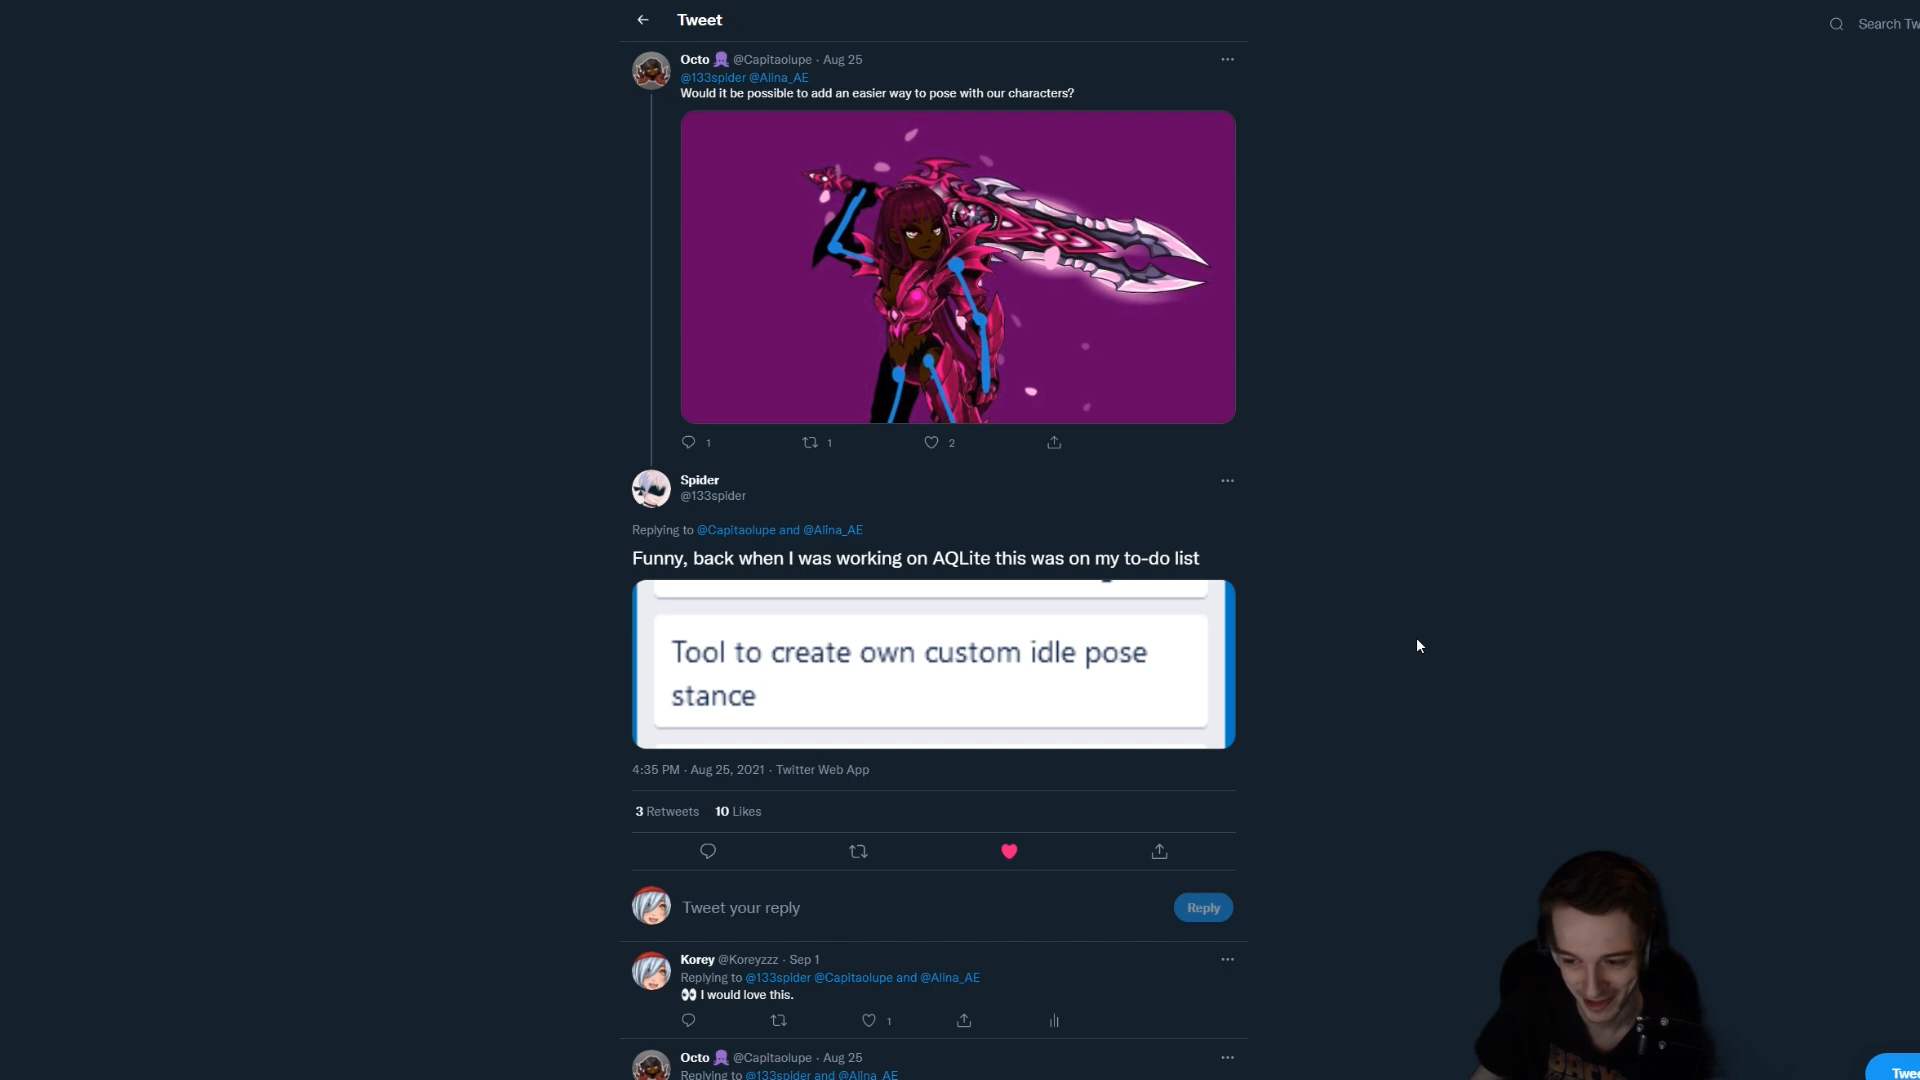 Tweet
Search Tw
Octo @Capitaolupe · Aug 25
@133spider @Alina_AE
Would it be possible to add an easier way to pose with our characters?
1
1
2
Spider
@133spider
Replying to @Capitaolupe and @Alina_AE
Funny, back when I was working on AQLite this was on my to-do list
Tool to create own custom idle pose
stance
4:35 PM · Aug 25, 2021 · Twitter Web App
3 Retweets 10 Likes
Tweet your reply
Reply
Korey @Koreyzzz · Sep 1
Replying to @133spider @Capitaolupe and @Alina_AE
👀 I would love this.
1
Octo @Capitaolupe · Aug 25
Replying to @133spider and @Alina_AE
Twee